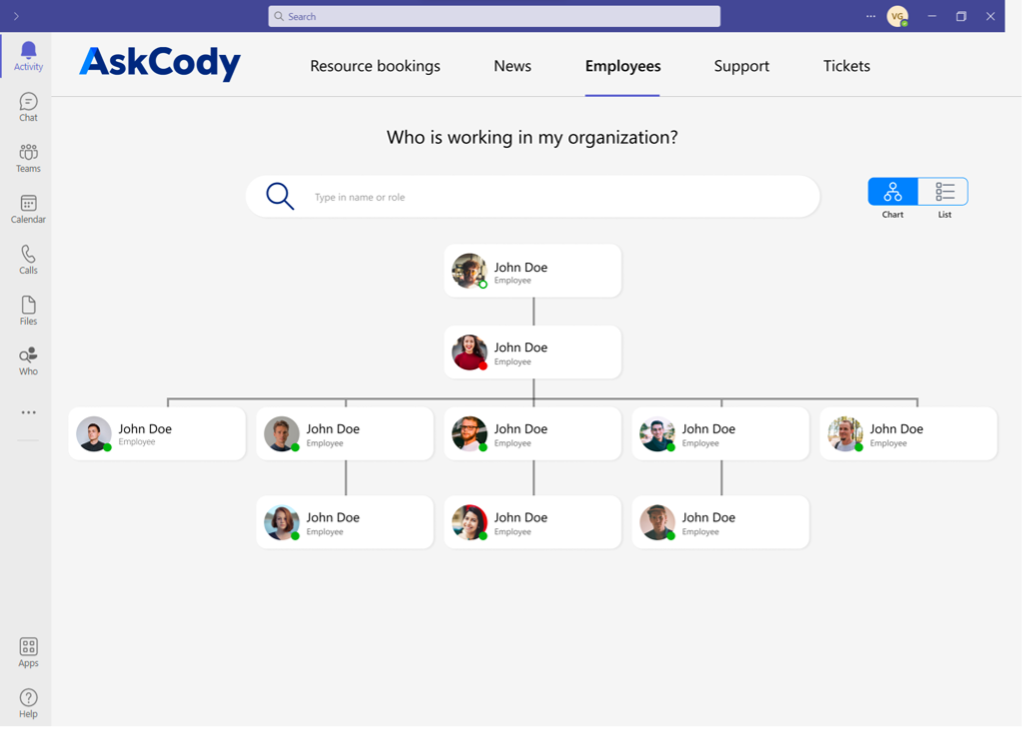 Search
VG
Activity
Chat
Teams
Calendar
Calls
Files
Who
Apps
Help
AskCody
Resource bookings
News
Employees
Support
Tickets
Who is working in my organization?
Type in name or role
Chart
List
John Doe
Employee
John Doe
Employee
John Doe
Employee
John Doe
Employee
John Doe
Employee
John Doe
Employee
John Doe
Employee
John Doe
Employee
John Doe
Employee
John Doe
Employee